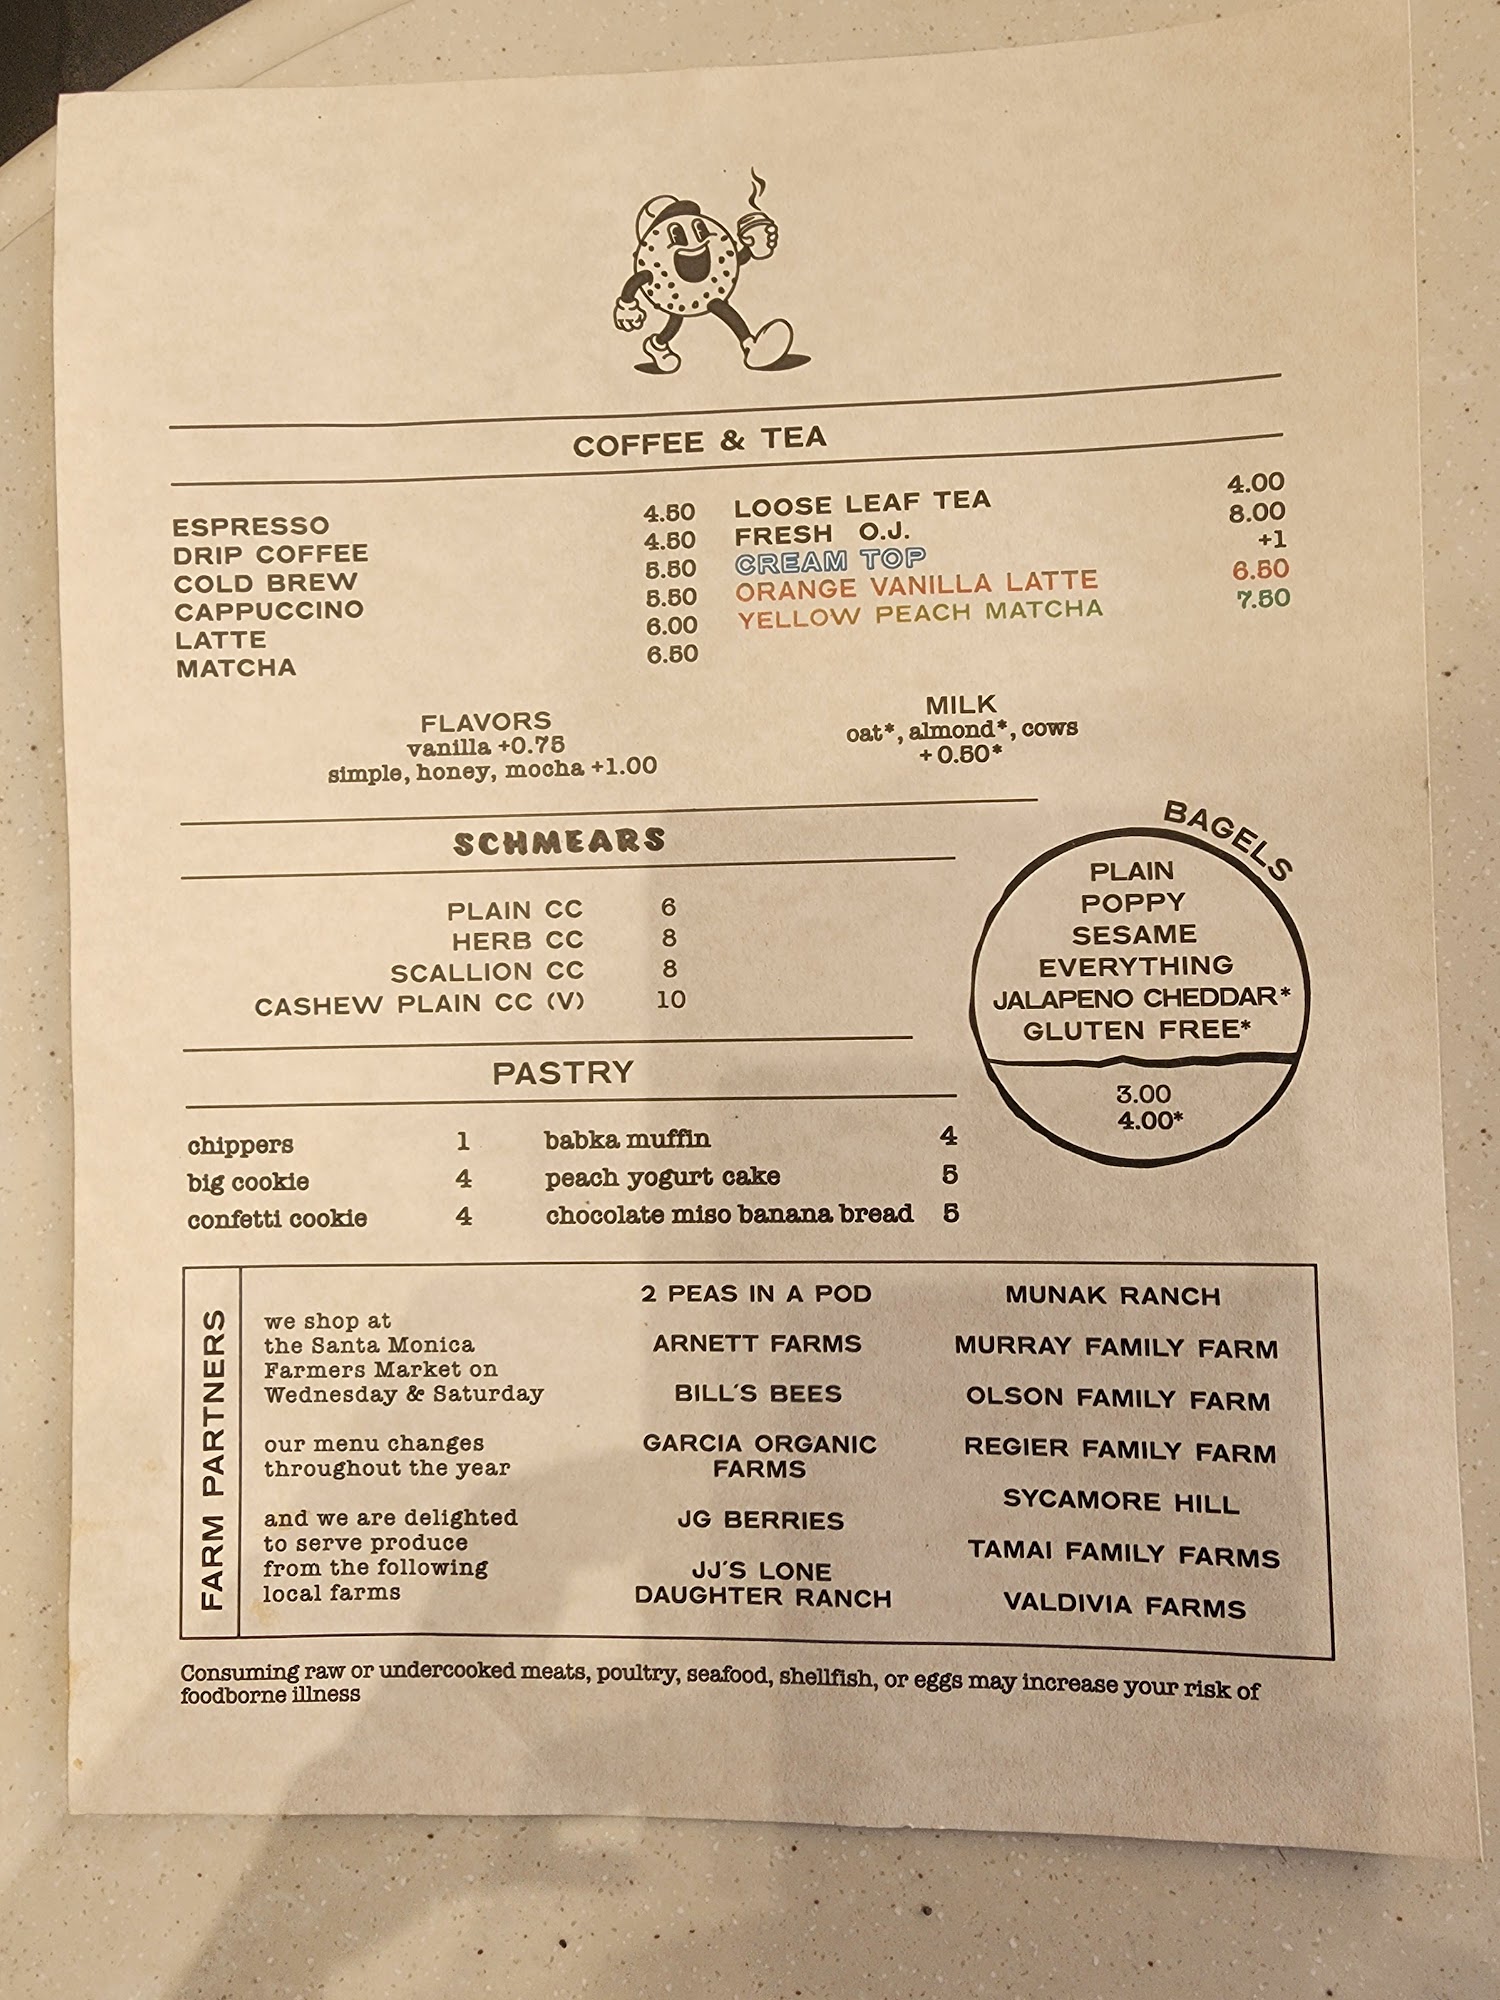 COFFEE & TEA
ESPRESSO 4.50
DRIP COFFEE 4.50
COLD BREW 5.50
CAPPUCCINO 5.50
LATTE 6.00
MATCHA 6.50
LOOSE LEAF TEA 4.00
FRESH O.J. 8.00
CREAM TOP +1
ORANGE VANILLA LATTE 6.50
YELLOW PEACH MATCHA 7.50
FLAVORS
vanilla +0.75
simple, honey, mocha +1.00
MILK
oat*, almond*, cows
+0.50*
SCHMEARS
PLAIN CC 6
HERB CC 8
SCALLION CC 8
CASHEW PLAIN CC (V) 10
BAGELS
PLAIN
POPPY
SESAME
EVERYTHING
JALAPENO CHEDDAR*
GLUTEN FREE*
3.00
4.00*
PASTRY
chippers 1
big cookie 4
confetti cookie 4
babka muffin 4
peach yogurt cake 5
chocolate miso banana bread 5
FARM PARTNERS
we shop at
the Santa Monica
Farmers Market on
Wednesday & Saturday
our menu changes
throughout the year
and we are delighted
to serve produce
from the following
local farms
2 PEAS IN A POD
ARNETT FARMS
BILL'S BEES
GARCIA ORGANIC
FARMS
JG BERRIES
JJ'S LONE
DAUGHTER RANCH
MUNAK RANCH
MURRAY FAMILY FARM
OLSON FAMILY FARM
REGIER FAMILY FARM
SYCAMORE HILL
TAMAI FAMILY FARMS
VALDIVIA FARMS
Consuming raw or undercooked meats, poultry, seafood, shellfish, or eggs may increase your risk of
foodborne illness